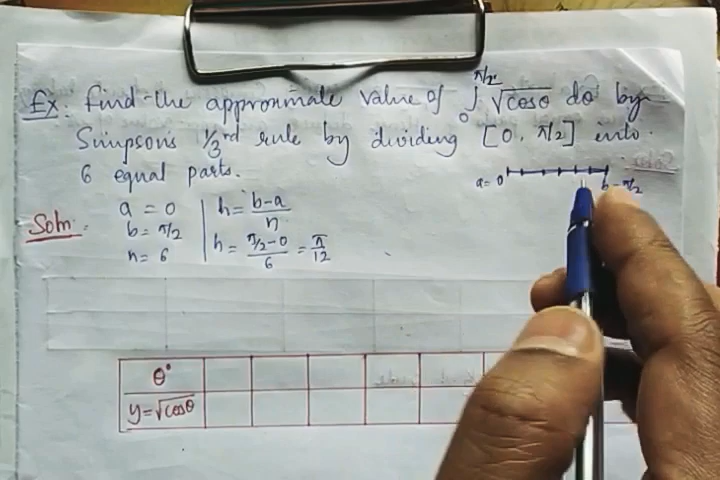 Ex: Find the approximate value of ∫₀^π/2 √cosθ dθ by
Simpson's 1/3rd rule by dividing [0, π/2] into
6 equal parts.
a=0 b=π/2
Soln:
a = 0
b = π/2
n = 6
h = b-a/n
h = π/2-0/6 = π/12
θ°
y=√cosθ